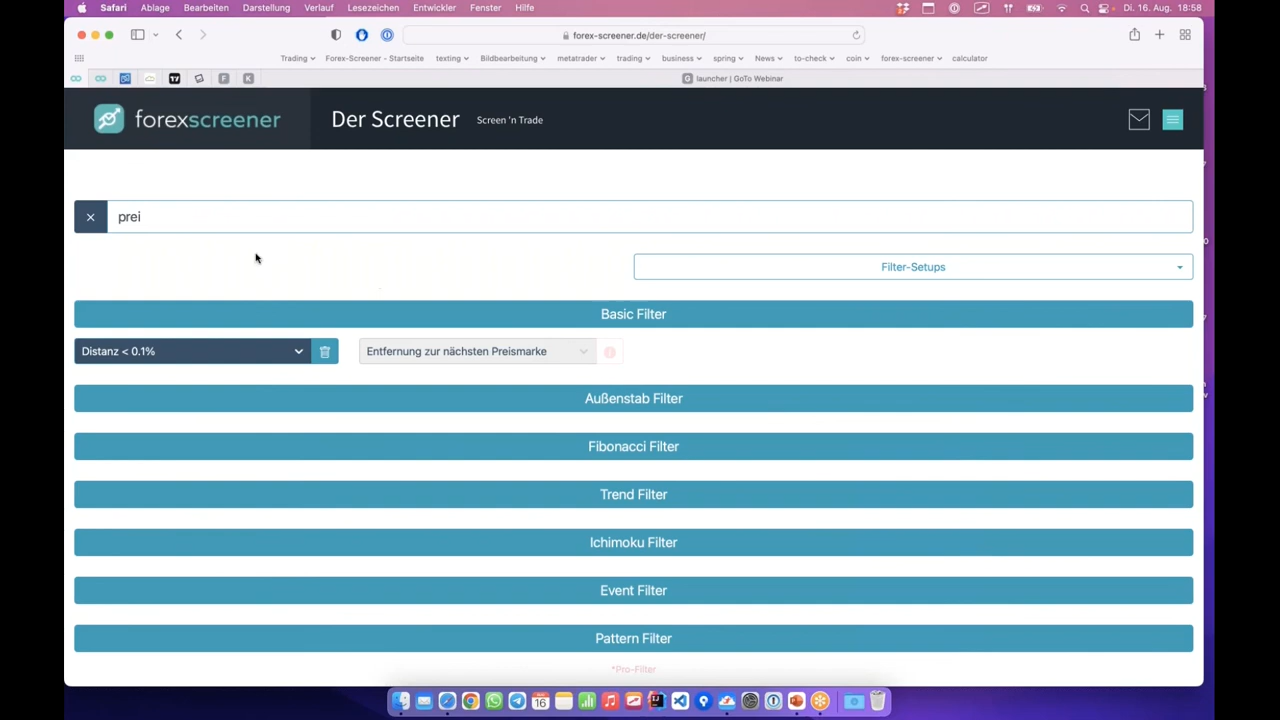 Safari Ablage Bearbeiten Darstellung Verlauf Lesezeichen Entwickler Fenster Hilfe Di. 16. Aug. 18:58
forex-screener.de/der-screener/
Trading Forex-Screener - Startseite texting Bildbearbeitung metatrader trading business spring News to-check coin forex-screener calculator
launcher | GoTo Webinar
forexscreener Der Screener Screen 'n Trade
prei
Filter-Setups
Basic Filter
Distanz < 0.1% Entfernung zur nächsten Preismarke
Außenstab Filter
Fibonacci Filter
Trend Filter
Ichimoku Filter
Event Filter
Pattern Filter
*Pro-Filter
16